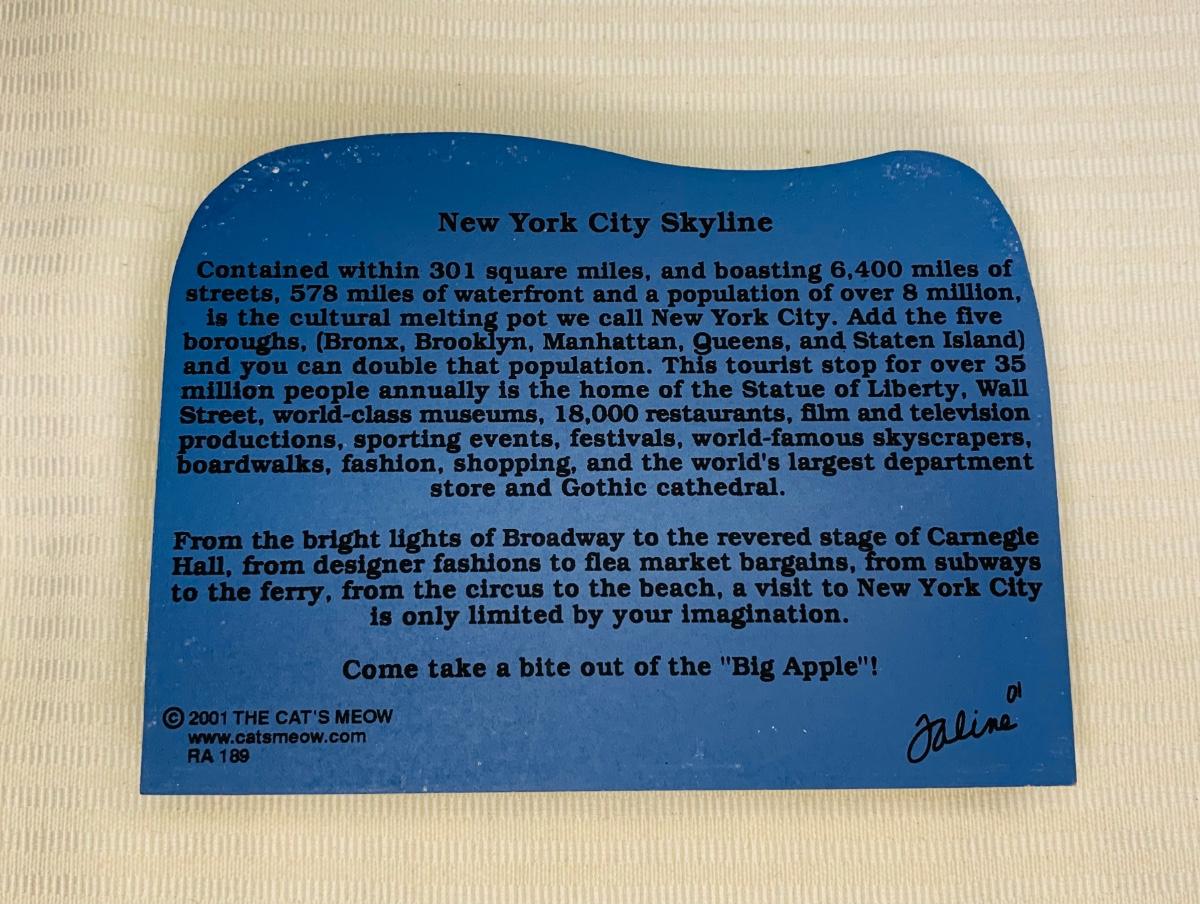 New York City Skyline
Contained within 301 square miles, and boasting 6,400 miles of
streets, 578 miles of waterfront and a population of over 8 million,
is the cultural melting pot we call New York City. Add the five
boroughs, (Bronx, Brooklyn, Manhattan, Queens, and Staten Island)
and you can double that population. This tourist stop for over 35
million people annually is the home of the Statue of Liberty, Wall
Street, world-class museums, 18,000 restaurants, film and television
productions, sporting events, festivals, world-famous skyscrapers,
boardwalks, fashion, shopping, and the world's largest department
store and Gothic cathedral.
From the bright lights of Broadway to the revered stage of Carnegie
Hall, from designer fashions to flea market bargains, from subways
to the ferry, from the circus to the beach, a visit to New York City
is only limited by your imagination.
Come take a bite out of the "Big Apple"!
© 2001 THE CAT'S MEOW
www.catsmeow.com
RA 189
Faline 01